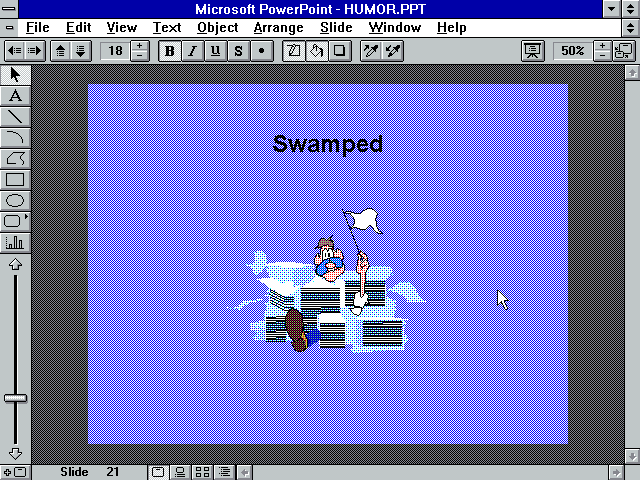 Microsoft PowerPoint - HUMOR.PPT
File Edit View Text Object Arrange Slide Window Help
18 B I U S 50%
A
Swamped
Slide 21